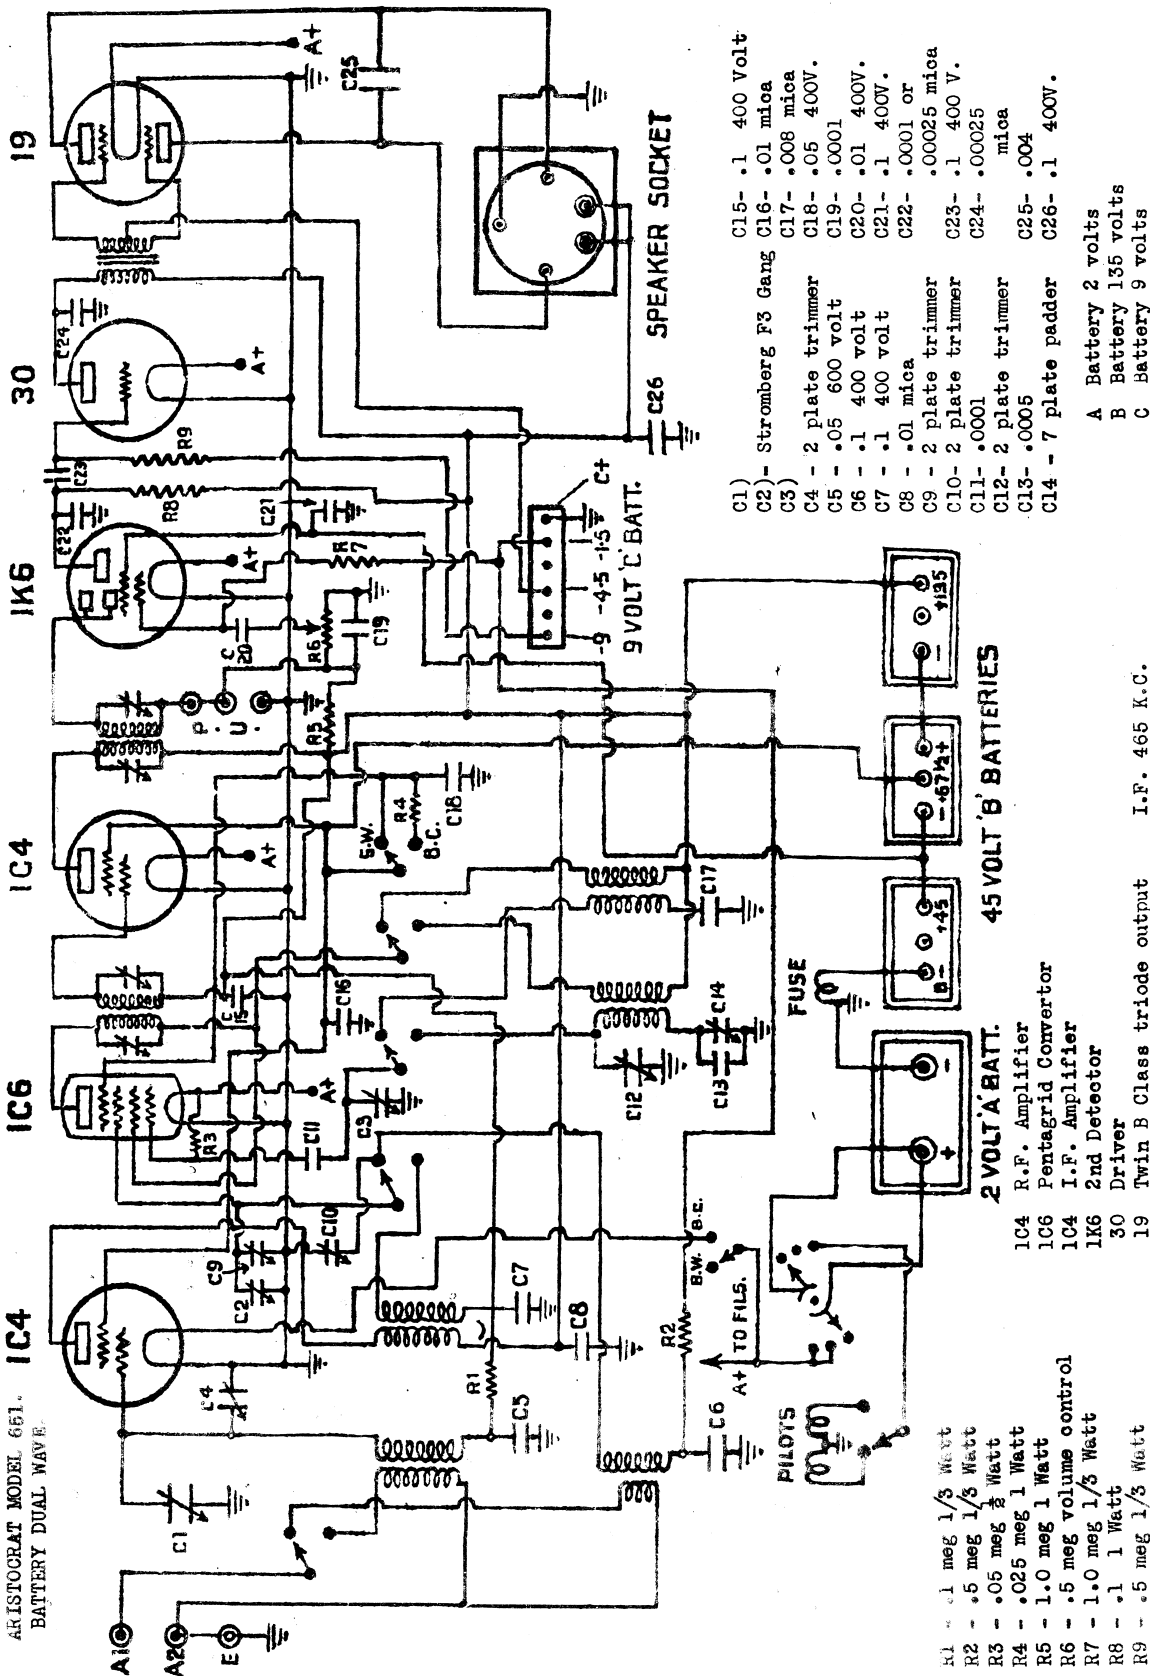 ARISTOCRAT MODEL 661.
BATTERY DUAL WAVE
1C4
1C6
1C4
1K6
30
19
A1
A2
E
C1
C4
C2
C9
C10
R3
C11
C3
A+
C15
C16
A+
S.W.
B.C.
R4
C18
R5
P.U.
C20
R6
C19
A+
R7
C21
C22
C23
R8
R9
A+
C24
A+
C25
R1
C5
C7
C8
C6
R2
B.W.
B.C.
A+ TO FILS.
PILOTS
C12
C13
C14
C17
FUSE
2 VOLT 'A' BATT.
+
-
B-
+45
- +67½+
-
+135
45 VOLT 'B' BATTERIES
-9
-4.5
-1.5
C+
9 VOLT 'C' BATT.
C26
SPEAKER SOCKET
R1 - .1 meg 1/3 Watt
R2 - .5 meg 1/3 Watt
R3 - .05 meg ½ Watt
R4 - .025 meg 1 Watt
R5 - 1.0 meg 1 Watt
R6 - .5 meg volume control
R7 - 1.0 meg 1/3 Watt
R8 - .1 1 Watt
R9 - .5 meg 1/3 Watt
1C4 R.F. Amplifier
1C6 Pentagrid Convertor
1C4 I.F. Amplifier
1K6 2nd Detector
30 Driver
19 Twin B Class triode output
I.F. 465 K.C.
C1)
C2)- Stromberg F3 Gang
C3)
C4 - 2 plate trimmer
C5 - .05 600 volt
C6 - .1 400 volt
C7 - .1 400 volt
C8 - .01 mica
C9 - 2 plate trimmer
C10- 2 plate trimmer
C11- .0001
C12- 2 plate trimmer
C13- .0005
C14 - 7 plate padder
C15- .1 400 Volt
C16- .01 mica
C17- .008 mica
C18- .05 400V.
C19- .0001
C20- .01 400V.
C21- .1 400V.
C22- .0001 or
.00025 mica
C23- .1 400 V.
C24- .00025
mica
C25- .004
C26- .1 400V.
A Battery 2 volts
B Battery 135 volts
C Battery 9 volts